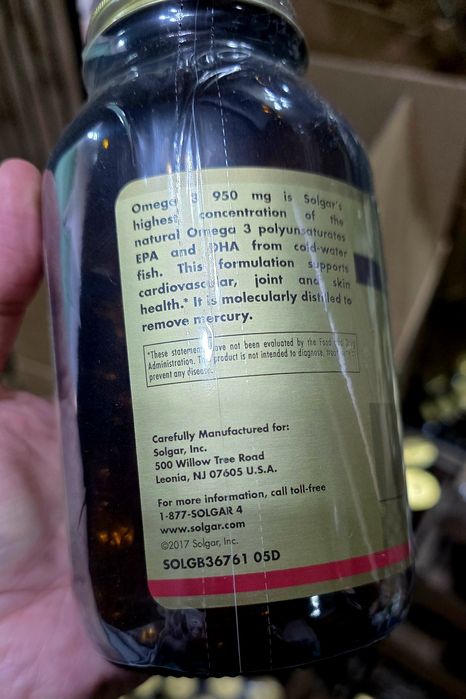 Omega 3 950 mg is Solgar's
highest concentration of the
natural Omega 3 polyunsaturates
EPA and DHA from cold-water
fish. This formulation supports
cardiovascular, joint and skin
health.* It is molecularly distilled to
remove mercury.
*These statements have not been evaluated by the Food and Drug
Administration. This product is not intended to diagnose, treat, cure or
prevent any disease.
Carefully Manufactured for:
Solgar, Inc.
500 Willow Tree Road
Leonia, NJ 07605 U.S.A.
For more information, call toll-free
1-877-SOLGAR 4
www.solgar.com
©2017 Solgar, Inc.
SOLGB36761 05D